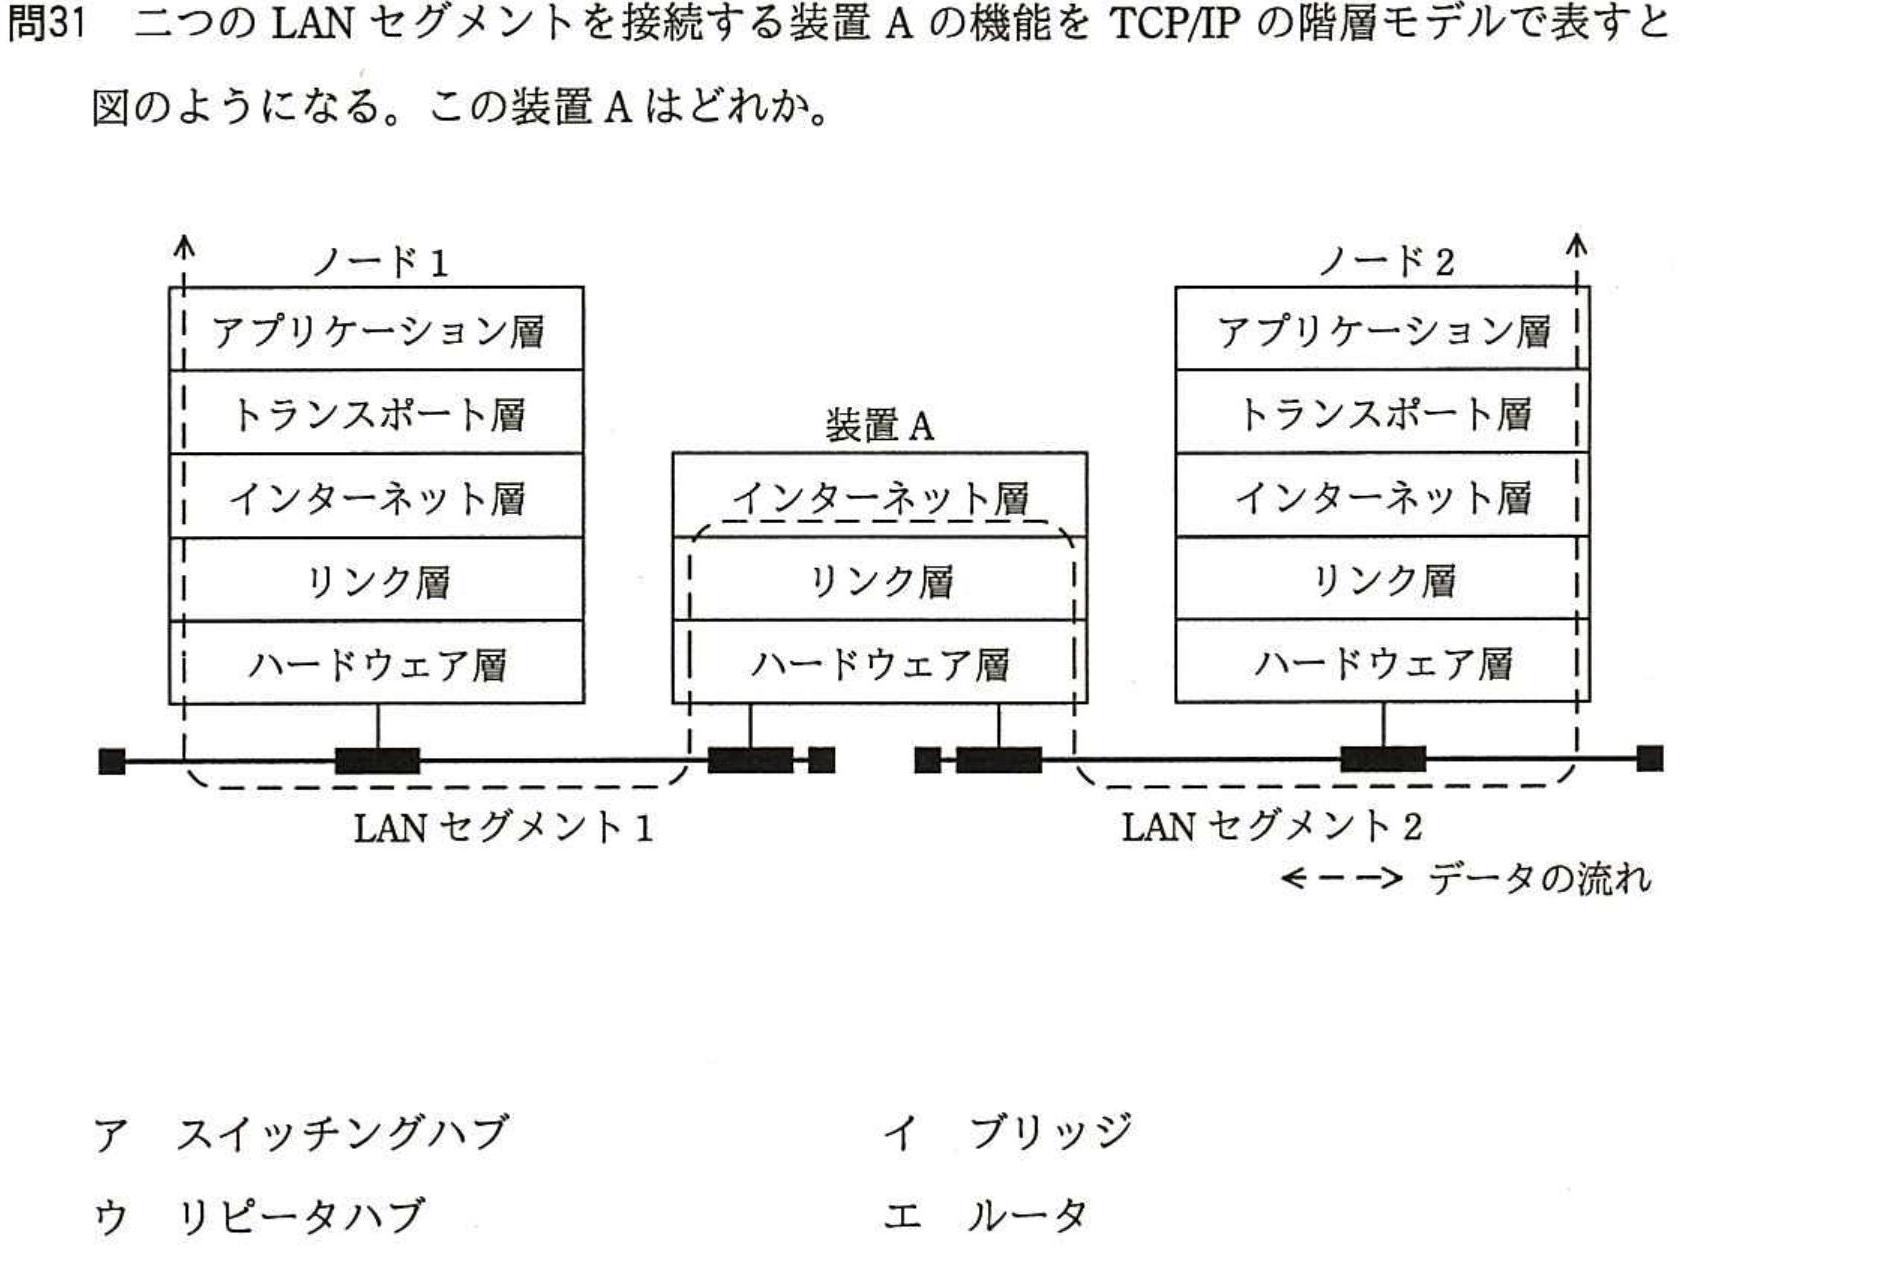 問31 二つの LAN セグメントを接続する装置 A の機能を TCP/IP の階層モデルで表すと
図のようになる。この装置 A はどれか。
ノード 1
アプリケーション層
トランスポート層
インターネット層
リンク層
ハードウェア層
装置 A
インターネット層
リンク層
ハードウェア層
ノード 2
アプリケーション層
トランスポート層
インターネット層
リンク層
ハードウェア層
LAN セグメント 1
LAN セグメント 2
データの流れ
ア スイッチングハブ
イ ブリッジ
ウ リピータハブ
エ ルータ